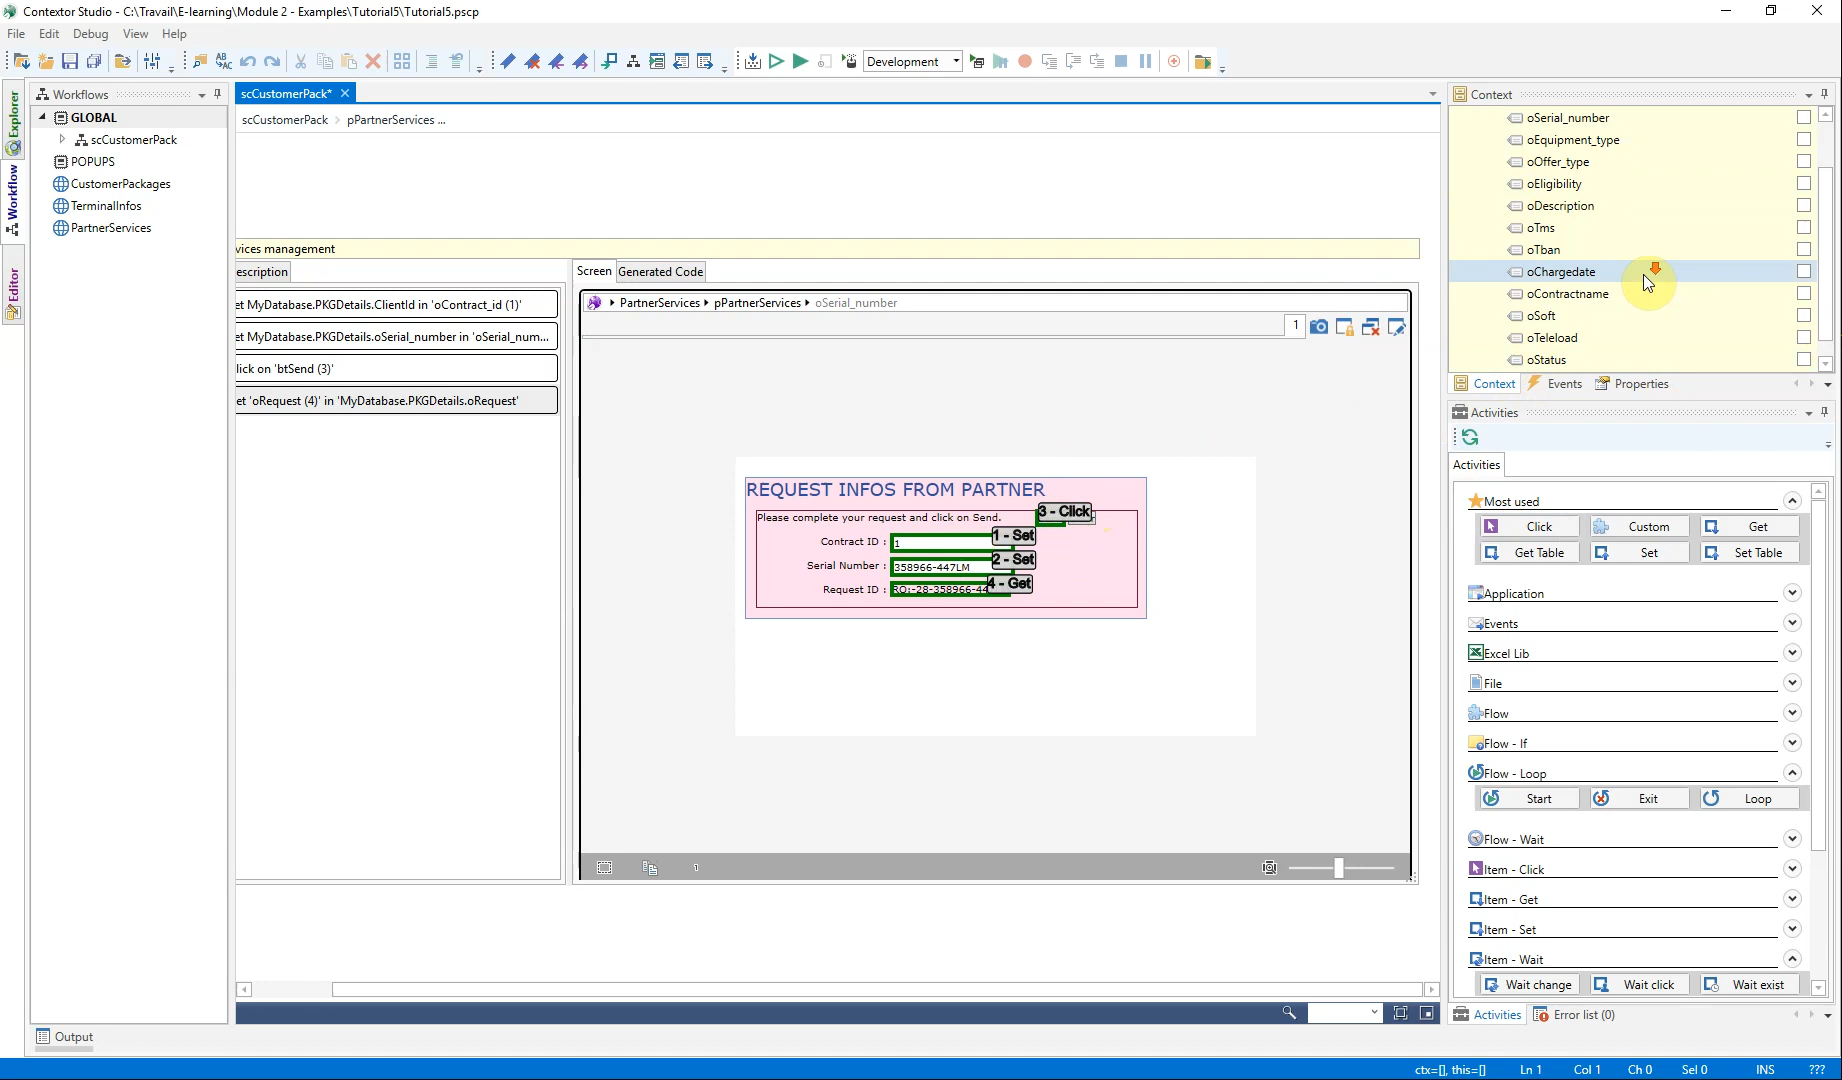 Contextor Studio - C:\Travail\E-learning\Module 2 - Examples\Tutorial5\Tutorial5.pscp
File Edit Debug View Help
Development
Explorer
Workflow
Editor
Workflows
GLOBAL
scCustomerPack
POPUPS
CustomerPackages
TerminalInfos
PartnerServices
scCustomerPack*
scCustomerPack > pPartnerServices ...
vices management
escription
et MyDatabase.PKGDetails.ClientId in 'oContract_id (1)'
et MyDatabase.PKGDetails.oSerial_number in 'oSerial_num...
lick on 'btSend (3)'
et 'oRequest (4)' in 'MyDatabase.PKGDetails.oRequest'
Screen Generated Code
PartnerServices pPartnerServices oSerial_number
1
REQUEST INFOS FROM PARTNER
Please complete your request and click on Send.
3 - Click
Contract ID : 1
1 - Set
Serial Number : 358966-447LM
2 - Set
Request ID : RQ:-28-358966-44
4 - Get
1
Context
oSerial_number
oEquipment_type
oOffer_type
oEligibility
oDescription
oTms
oTban
oChargedate
oContractname
oSoft
oTeleload
oStatus
Context Events Properties
Activities
Activities
Most used
Click Custom Get
Get Table Set Set Table
Application
Events
Excel Lib
File
Flow
Flow - If
Flow - Loop
Start Exit Loop
Flow - Wait
Item - Click
Item - Get
Item - Set
Item - Wait
Wait change Wait click Wait exist
Activities Error list (0)
Output
ctx=[], this=[] Ln 1 Col 1 Ch 0 Sel 0 INS ???